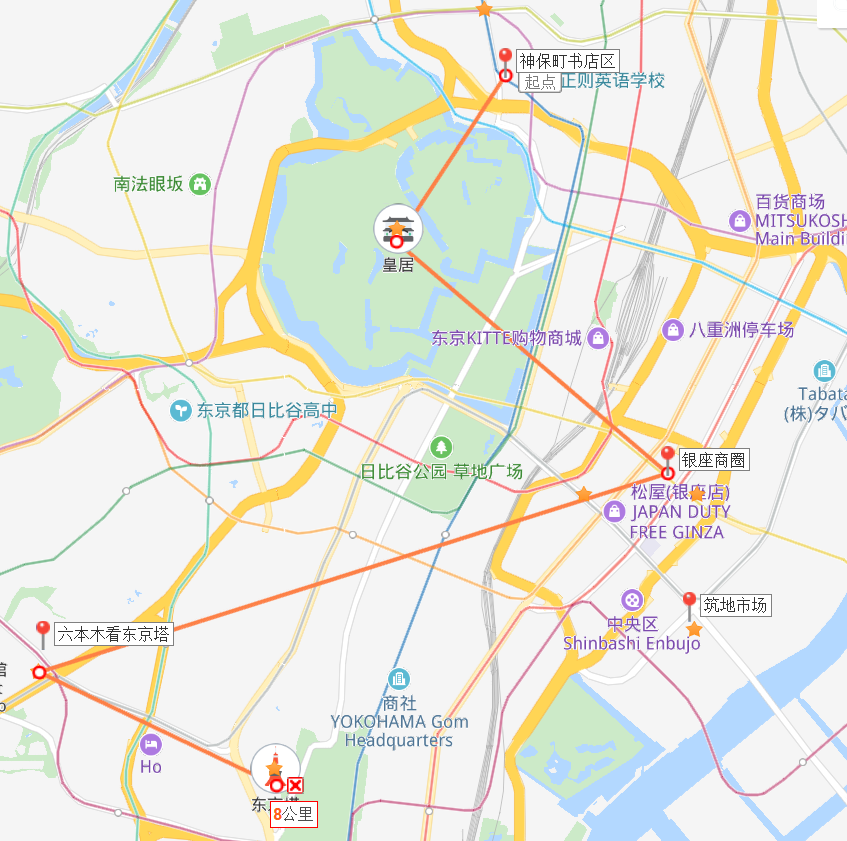 神保町书店区
起点
正则英语学校
南法眼坂
百货商场
MITSUKOSH
Main Buildi
皇居
东京KITTE购物商城
八重洲停车场
Tabata
(株)タバ
东京都日比谷高中
日比谷公园 草地广场
银座商圈
松屋(银座店)
JAPAN DUTY
FREE GINZA
筑地市场
中央区
Shinbashi Enbujo
六本木看东京塔
馆
商社
YOKOHAMA Gom
Headquarters
Ho
东京塔
8公里